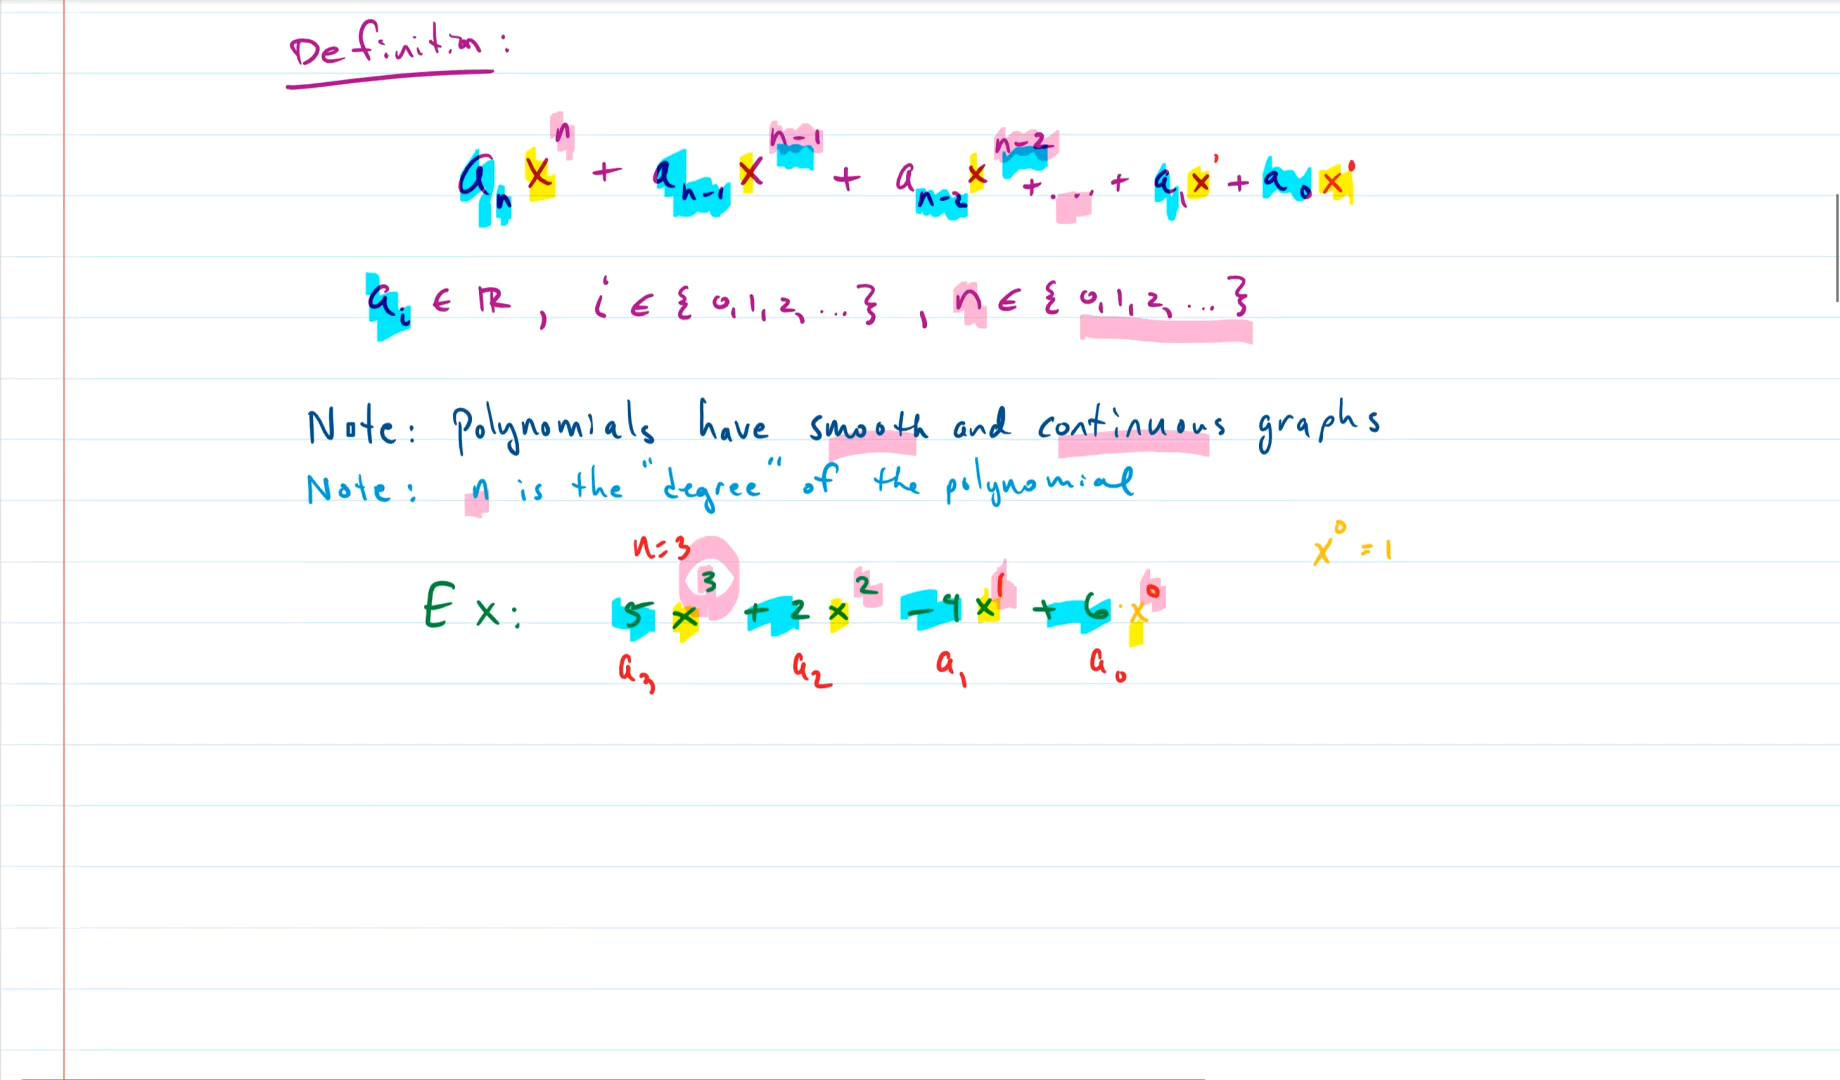 Definition:
aₙxⁿ + aₙ₋₁xⁿ⁻¹ + aₙ₋₂xⁿ⁻² + ... + a₁x¹ + a₀x⁰
aᵢ ∈ ℝ, i ∈ {0,1,2,...}, n ∈ {0,1,2,...}
Note: Polynomials have smooth and continuous graphs
Note: n is the "degree" of the polynomial
x⁰ = 1
n=3
Ex: 5x³ + 2x² - 4x¹ + 6·x⁰
a₃ a₂ a₁ a₀